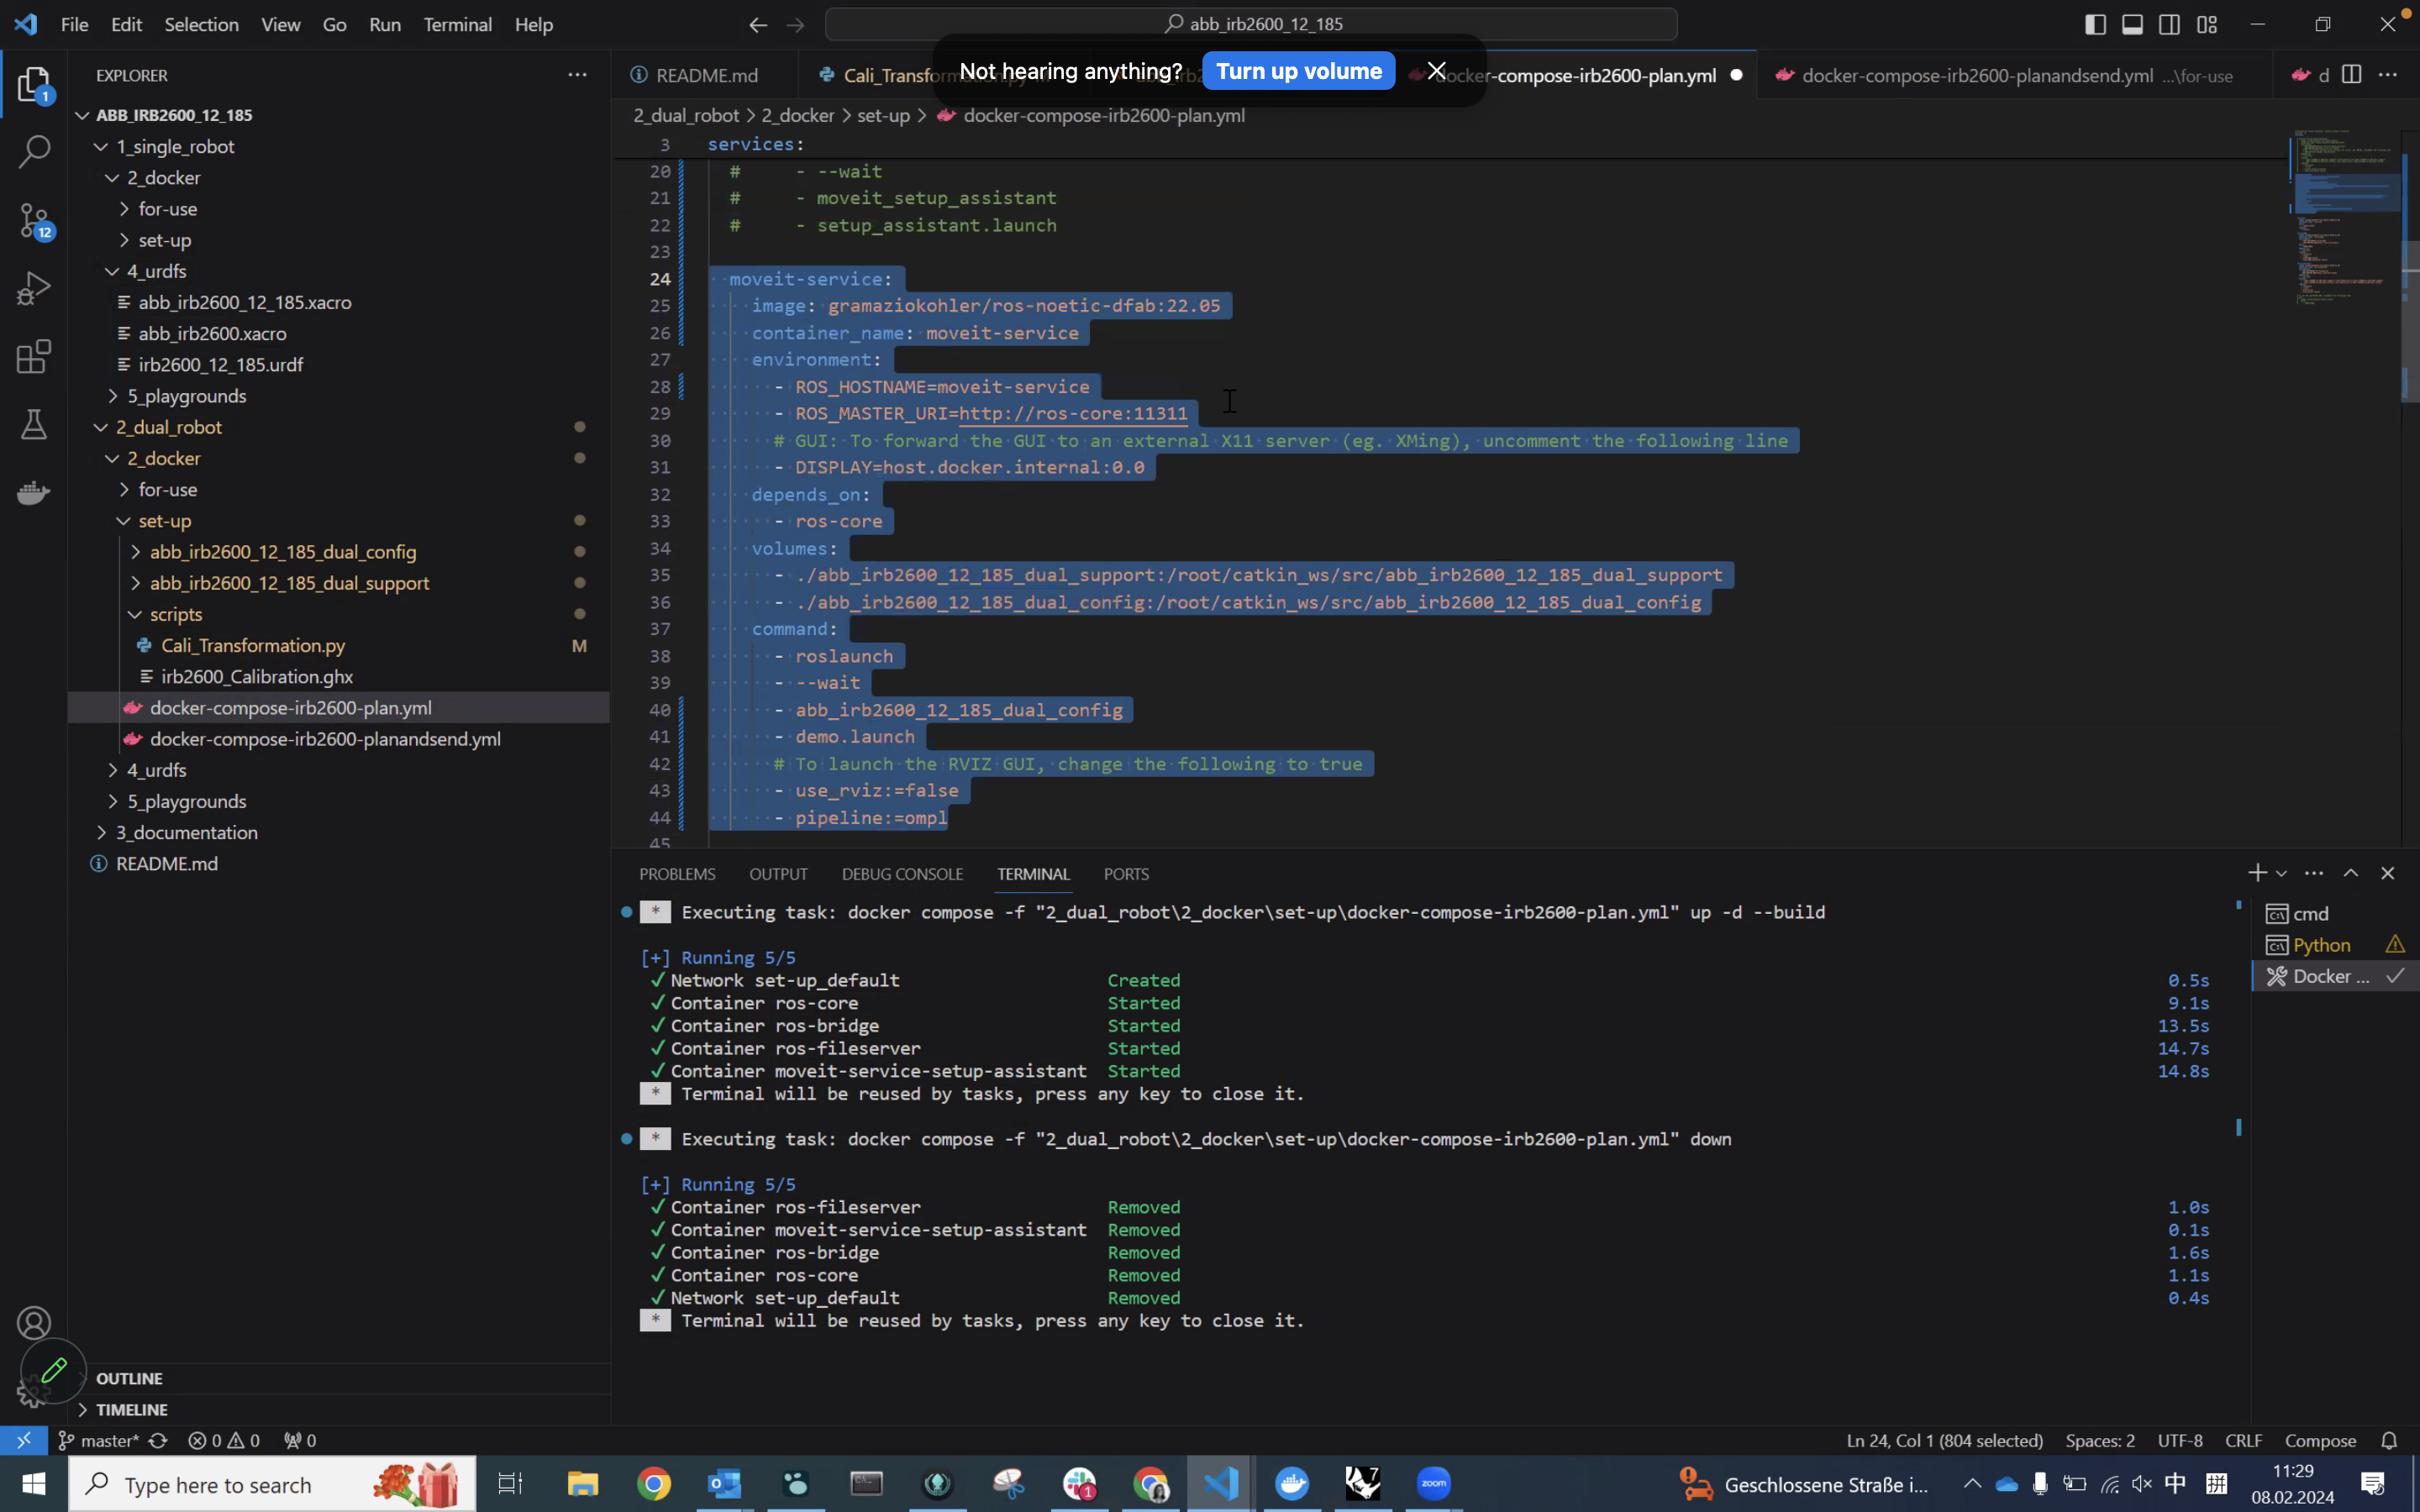 File Edit Selection View Go Run Terminal Help
abb_irb2600_12_185
Not hearing anything? Turn up volume
EXPLORER
README.md
docker-compose-irb2600-plan.yml
docker-compose-irb2600-planandsend.yml ...\for-use
d
2_dual_robot > 2_docker > set-up > docker-compose-irb2600-plan.yml
ABB_IRB2600_12_185
1_single_robot
2_docker
for-use
set-up
4_urdfs
abb_irb2600_12_185.xacro
abb_irb2600.xacro
irb2600_12_185.urdf
5_playgrounds
2_dual_robot
2_docker
for-use
set-up
abb_irb2600_12_185_dual_config
abb_irb2600_12_185_dual_support
scripts
Cali_Transformation.py M
irb2600_Calibration.ghx
docker-compose-irb2600-plan.yml
docker-compose-irb2600-planandsend.yml
4_urdfs
5_playgrounds
3_documentation
README.md
1
12
3 services:
20 # - --wait
21 # - moveit_setup_assistant
22 # - setup_assistant.launch
23
24 moveit-service:
25 image: gramaziokohler/ros-noetic-dfab:22.05
26 container_name: moveit-service
27 environment:
28 - ROS_HOSTNAME=moveit-service
29 - ROS_MASTER_URI=http://ros-core:11311
30 # GUI: To forward the GUI to an external X11 server (eg. XMing), uncomment the following line
31 - DISPLAY=host.docker.internal:0.0
32 depends_on:
33 - ros-core
34 volumes:
35 - ./abb_irb2600_12_185_dual_support:/root/catkin_ws/src/abb_irb2600_12_185_dual_support
36 - ./abb_irb2600_12_185_dual_config:/root/catkin_ws/src/abb_irb2600_12_185_dual_config
37 command:
38 - roslaunch
39 - --wait
40 - abb_irb2600_12_185_dual_config
41 - demo.launch
42 # To launch the RVIZ GUI, change the following to true
43 - use_rviz:=false
44 - pipeline:=ompl
45
PROBLEMS OUTPUT DEBUG CONSOLE TERMINAL PORTS
* Executing task: docker compose -f "2_dual_robot\2_docker\set-up\docker-compose-irb2600-plan.yml" up -d --build
[+] Running 5/5
✓ Network set-up_default Created 0.5s
✓ Container ros-core Started 9.1s
✓ Container ros-bridge Started 13.5s
✓ Container ros-fileserver Started 14.7s
✓ Container moveit-service-setup-assistant Started 14.8s
* Terminal will be reused by tasks, press any key to close it.
* Executing task: docker compose -f "2_dual_robot\2_docker\set-up\docker-compose-irb2600-plan.yml" down
[+] Running 5/5
✓ Container ros-fileserver Removed 1.0s
✓ Container moveit-service-setup-assistant Removed 0.1s
✓ Container ros-bridge Removed 1.6s
✓ Container ros-core Removed 1.1s
✓ Network set-up_default Removed 0.4s
* Terminal will be reused by tasks, press any key to close it.
cmd
Python
Docker ...
OUTLINE
TIMELINE
master* 0 0 0
Ln 24, Col 1 (804 selected) Spaces: 2 UTF-8 CRLF Compose
Type here to search
1
7
zoom
Geschlossene Straße i...
中 拼
11:29
08.02.2024